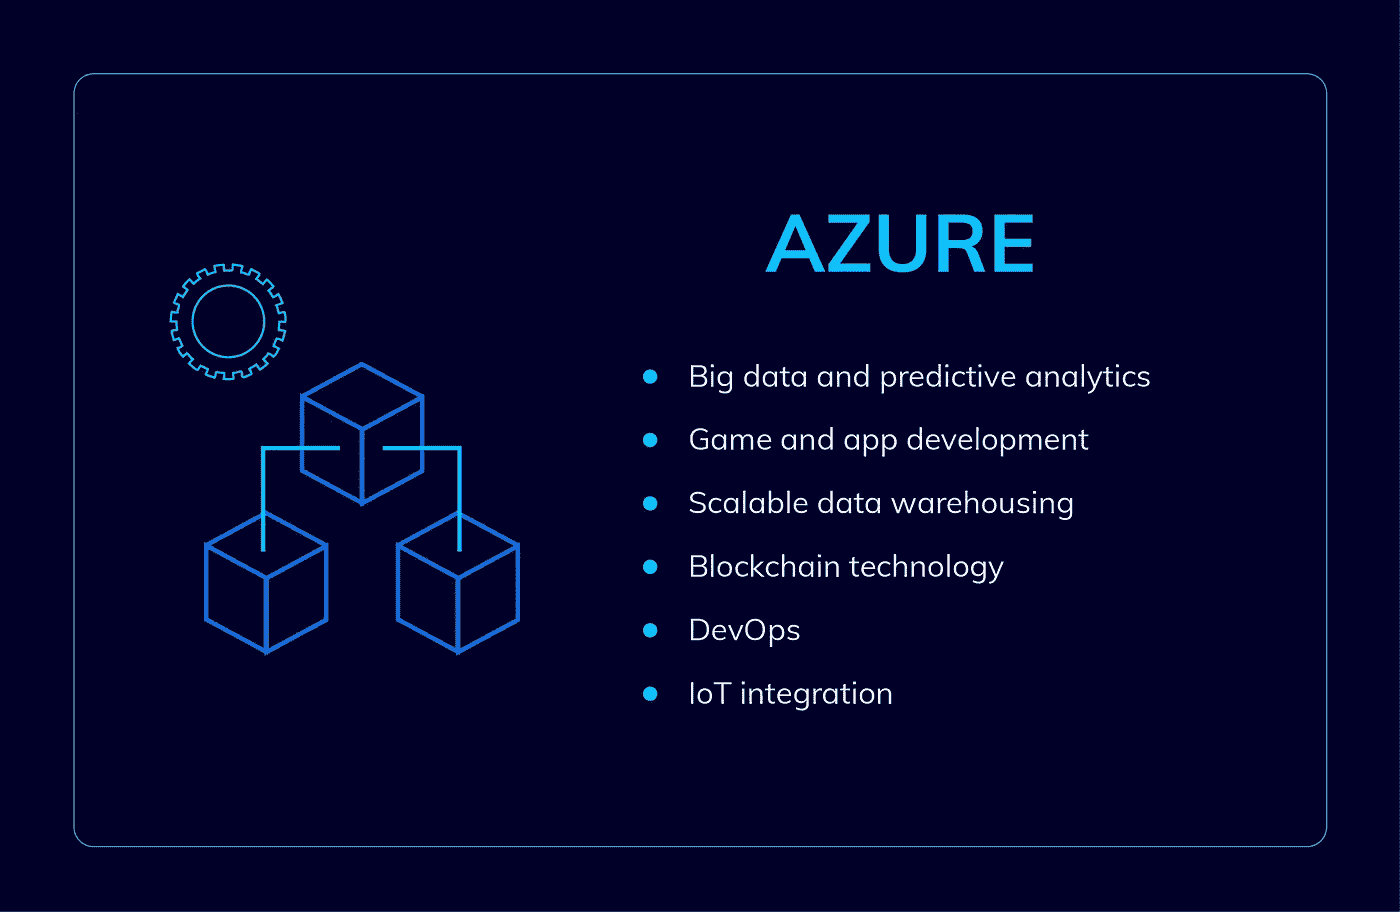 AZURE
Big data and predictive analytics
Game and app development
Scalable data warehousing
Blockchain technology
DevOps
IoT integration